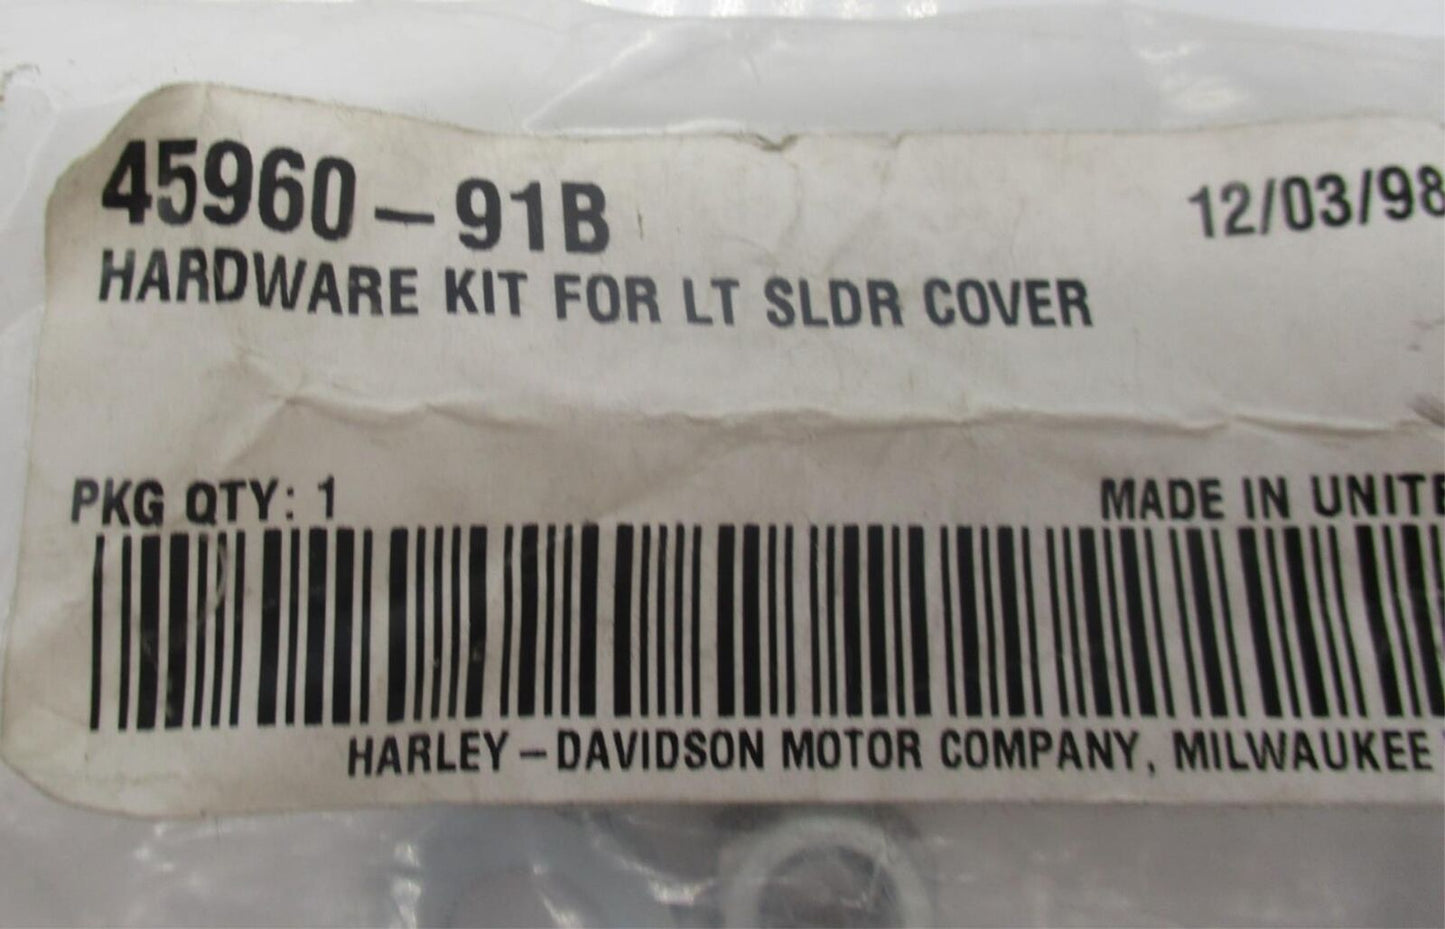 45960-91B 12/03/98
HARDWARE KIT FOR LT SLDR COVER
PKG QTY: 1 MADE IN UNITE
HARLEY-DAVIDSON MOTOR COMPANY, MILWAUKEE